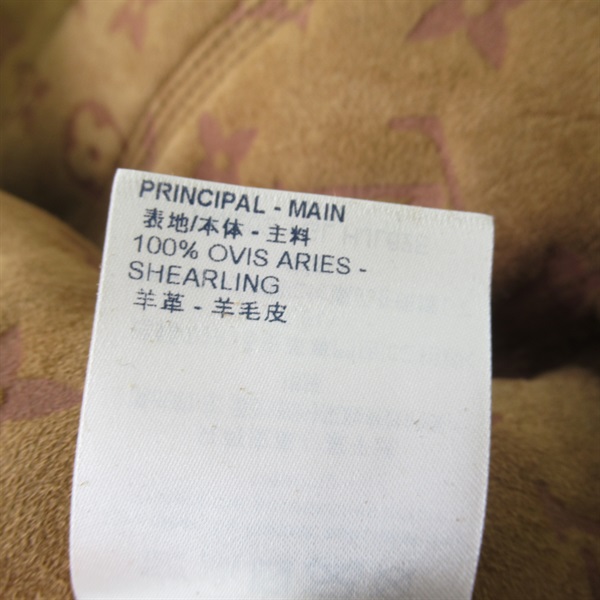 PRINCIPAL - MAIN
表地/本体 - 主料
100% OVIS ARIES -
SHEARLING
羊革 - 羊毛皮